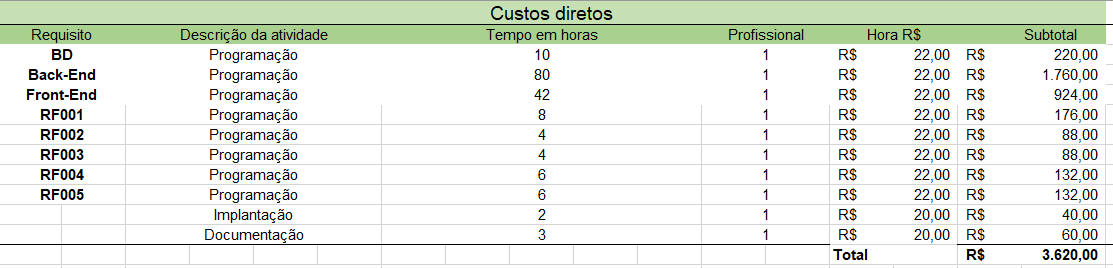 Custos diretos
Requisito Descrição da atividade Tempo em horas Profissional Hora R$ Subtotal
BD Programação 10 1 R$ 22,00 R$ 220,00
Back-End Programação 80 1 R$ 22,00 R$ 1.760,00
Front-End Programação 42 1 R$ 22,00 R$ 924,00
RF001 Programação 8 1 R$ 22,00 R$ 176,00
RF002 Programação 4 1 R$ 22,00 R$ 88,00
RF003 Programação 4 1 R$ 22,00 R$ 88,00
RF004 Programação 6 1 R$ 22,00 R$ 132,00
RF005 Programação 6 1 R$ 22,00 R$ 132,00
Implantação 2 1 R$ 20,00 R$ 40,00
Documentação 3 1 R$ 20,00 R$ 60,00
Total R$ 3.620,00